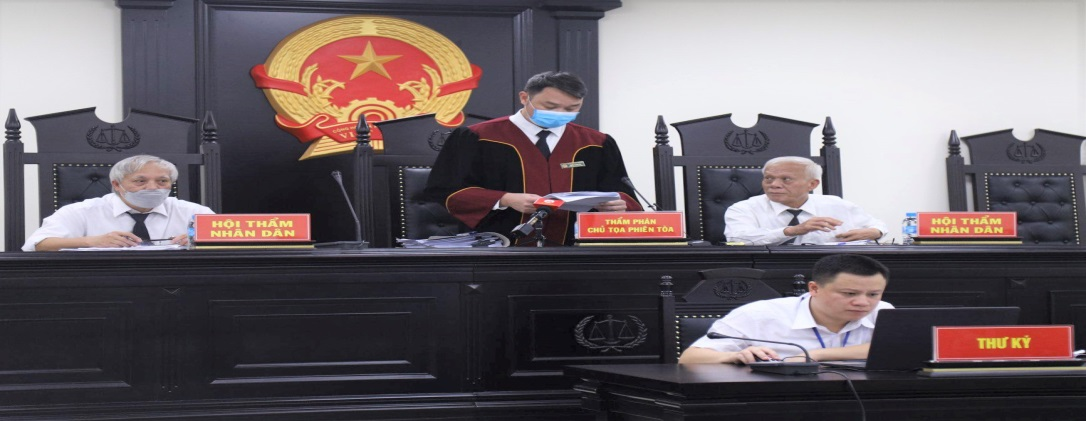 HỘI THẨM
NHÂN DÂN
THẨM PHÁN
CHỦ TỌA PHIÊN TÒA
HỘI THẨM
NHÂN DÂN
THƯ KÝ